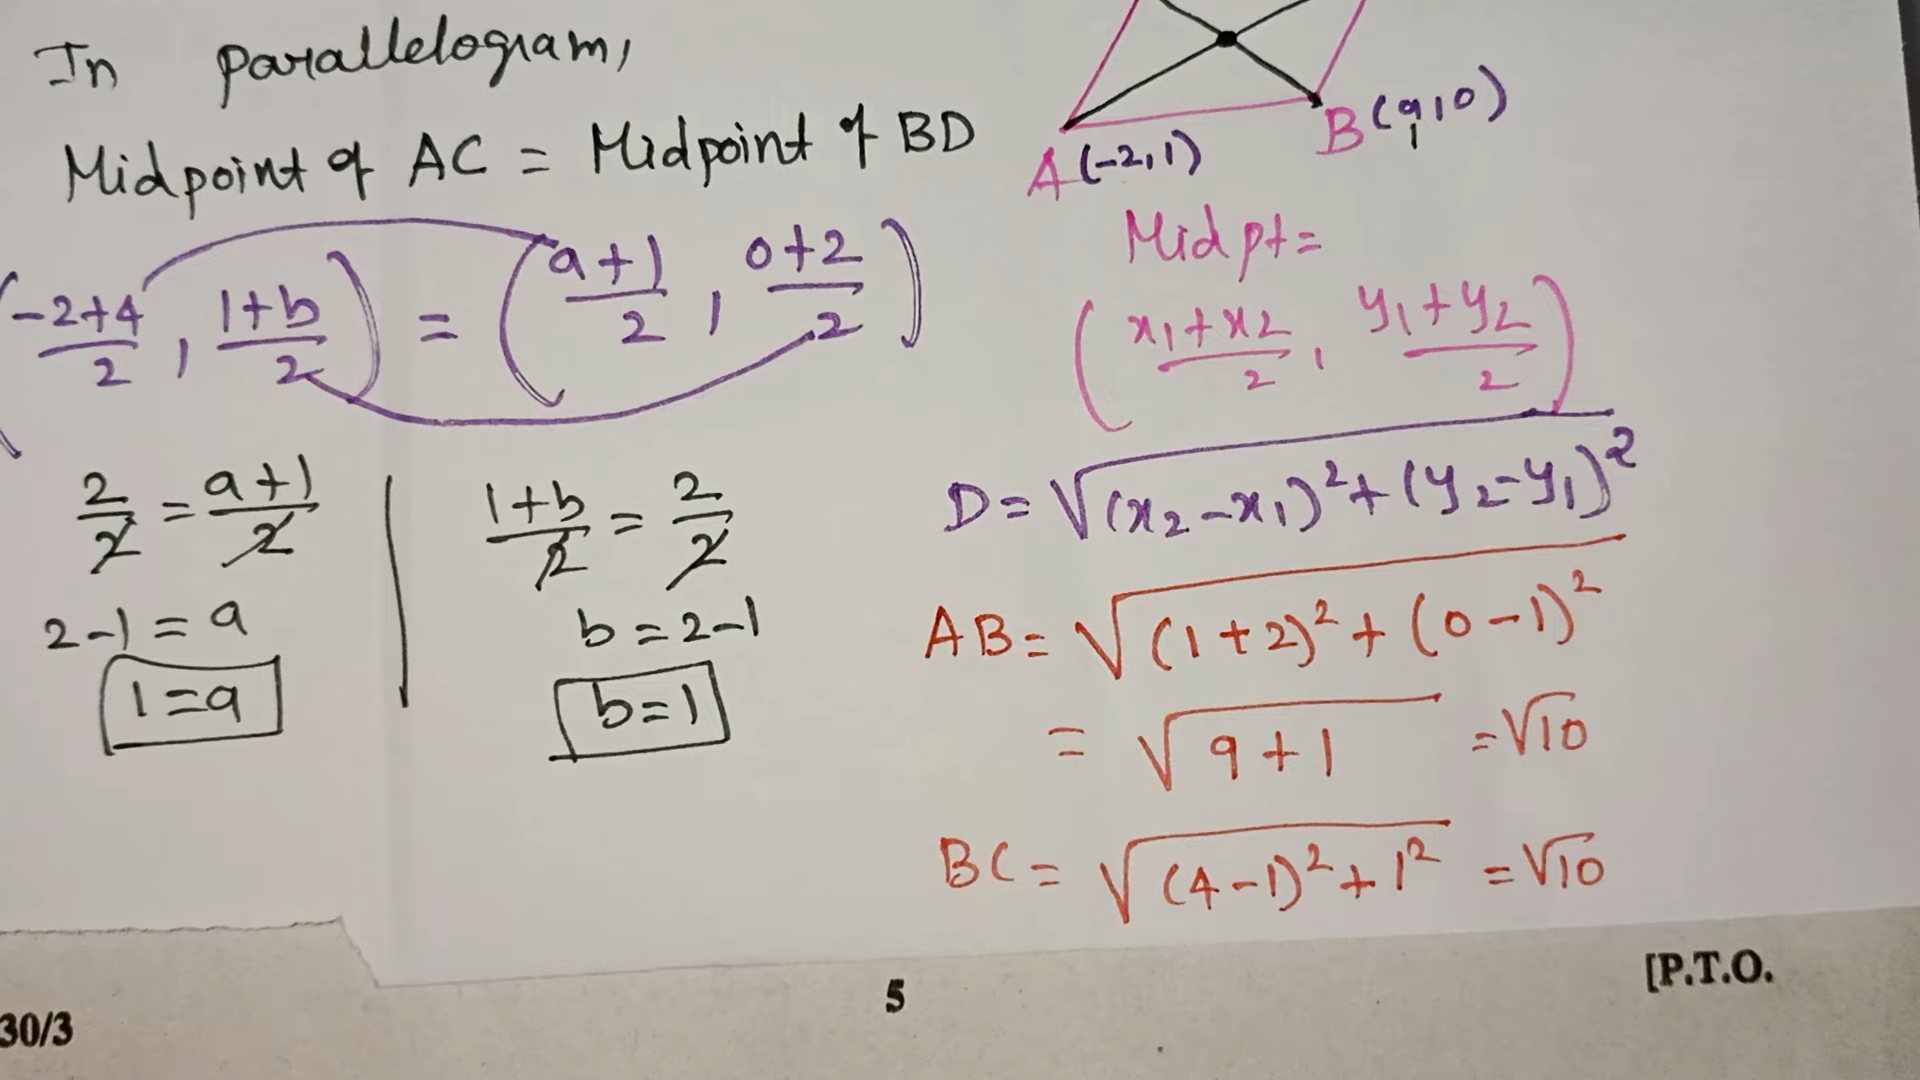 In parallelogram,
Midpoint of AC = Midpoint of BD
(-2+4/2, 1+b/2) = (a+1/2, 0+2/2)
2/2 = a+1/2
2-1 = a
1=a
1+b/2 = 2/2
b = 2-1
b=1
A (-2,1)
B (a,0)
1
Mid pt =
(x₁+x₂/2, y₁+y₂/2)
D = √(x₂-x₁)²+(y₂-y₁)²
AB = √(1+2)²+(0-1)²
= √9+1 = √10
BC = √(4-1)²+1² = √10
30/3
5
[P.T.O.